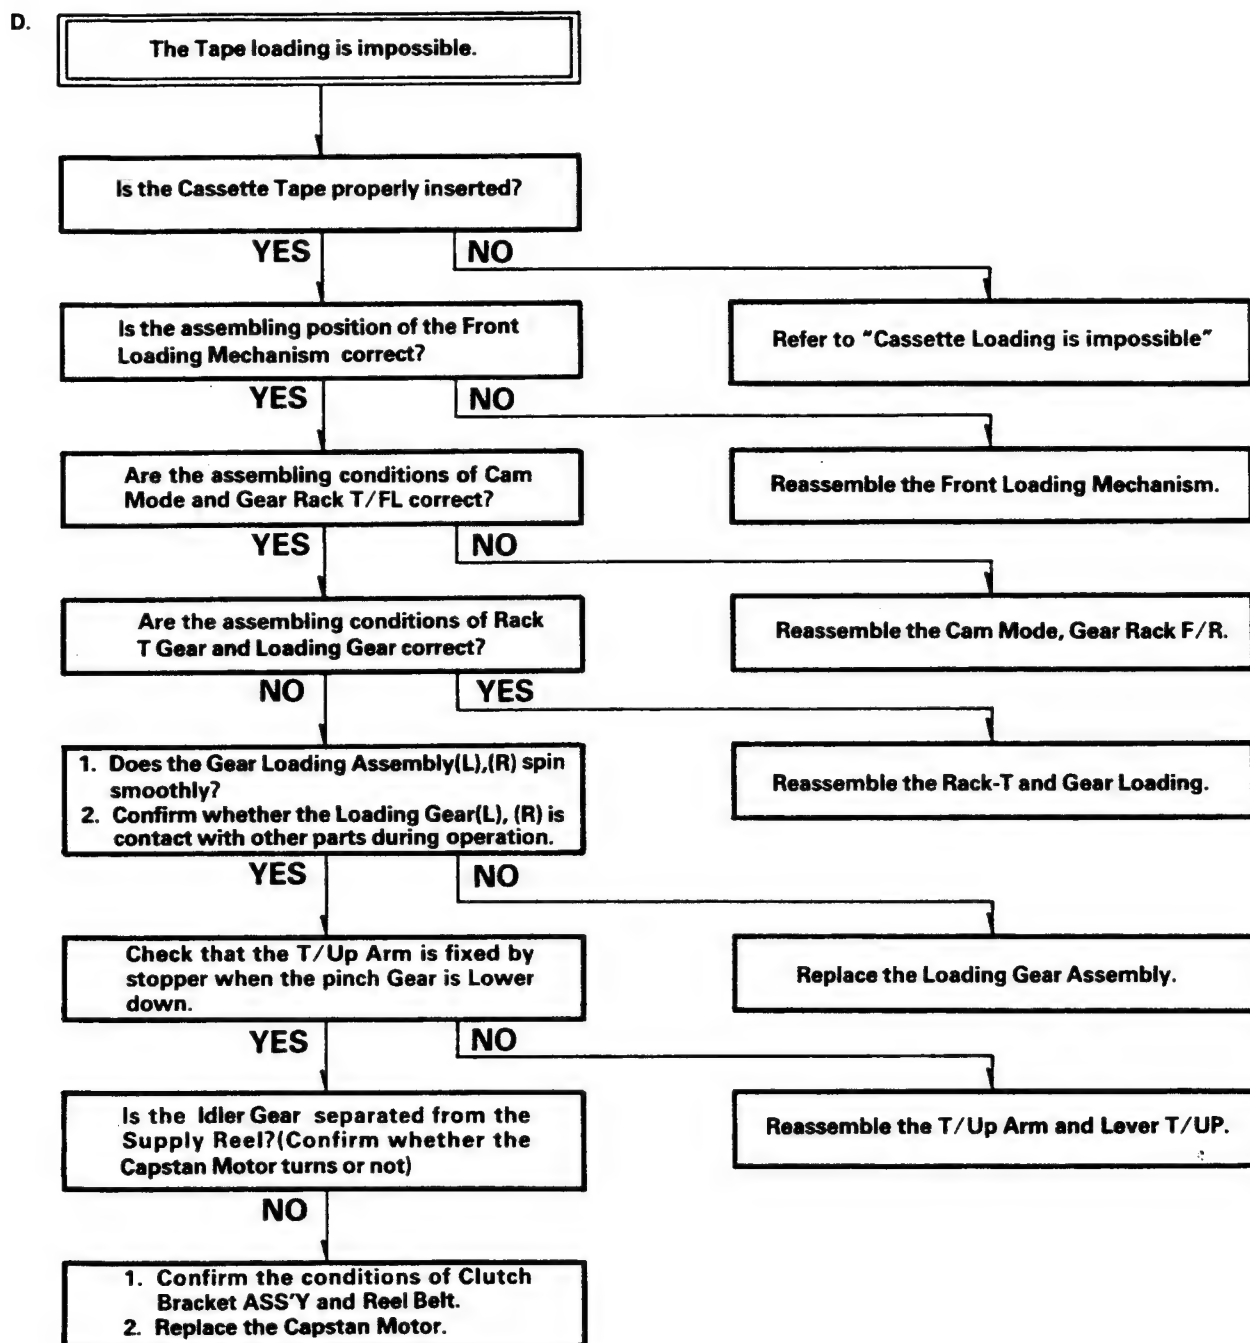 D.
The Tape loading is impossible.
Is the Cassette Tape properly inserted?
YES
NO
Is the assembling position of the Front
Loading Mechanism correct?
Refer to "Cassette Loading is impossible"
YES
NO
Are the assembling conditions of Cam
Mode and Gear Rack T/FL correct?
Reassemble the Front Loading Mechanism.
YES
NO
Are the assembling conditions of Rack
T Gear and Loading Gear correct?
Reassemble the Cam Mode, Gear Rack F/R.
NO
YES
1. Does the Gear Loading Assembly(L),(R) spin
smoothly?
2. Confirm whether the Loading Gear(L), (R) is
contact with other parts during operation.
Reassemble the Rack-T and Gear Loading.
YES
NO
Check that the T/Up Arm is fixed by
stopper when the pinch Gear is Lower
down.
Replace the Loading Gear Assembly.
YES
NO
Is the Idler Gear separated from the
Supply Reel?(Confirm whether the
Capstan Motor turns or not)
Reassemble the T/Up Arm and Lever T/UP.
NO
1. Confirm the conditions of Clutch
Bracket ASS'Y and Reel Belt.
2. Replace the Capstan Motor.